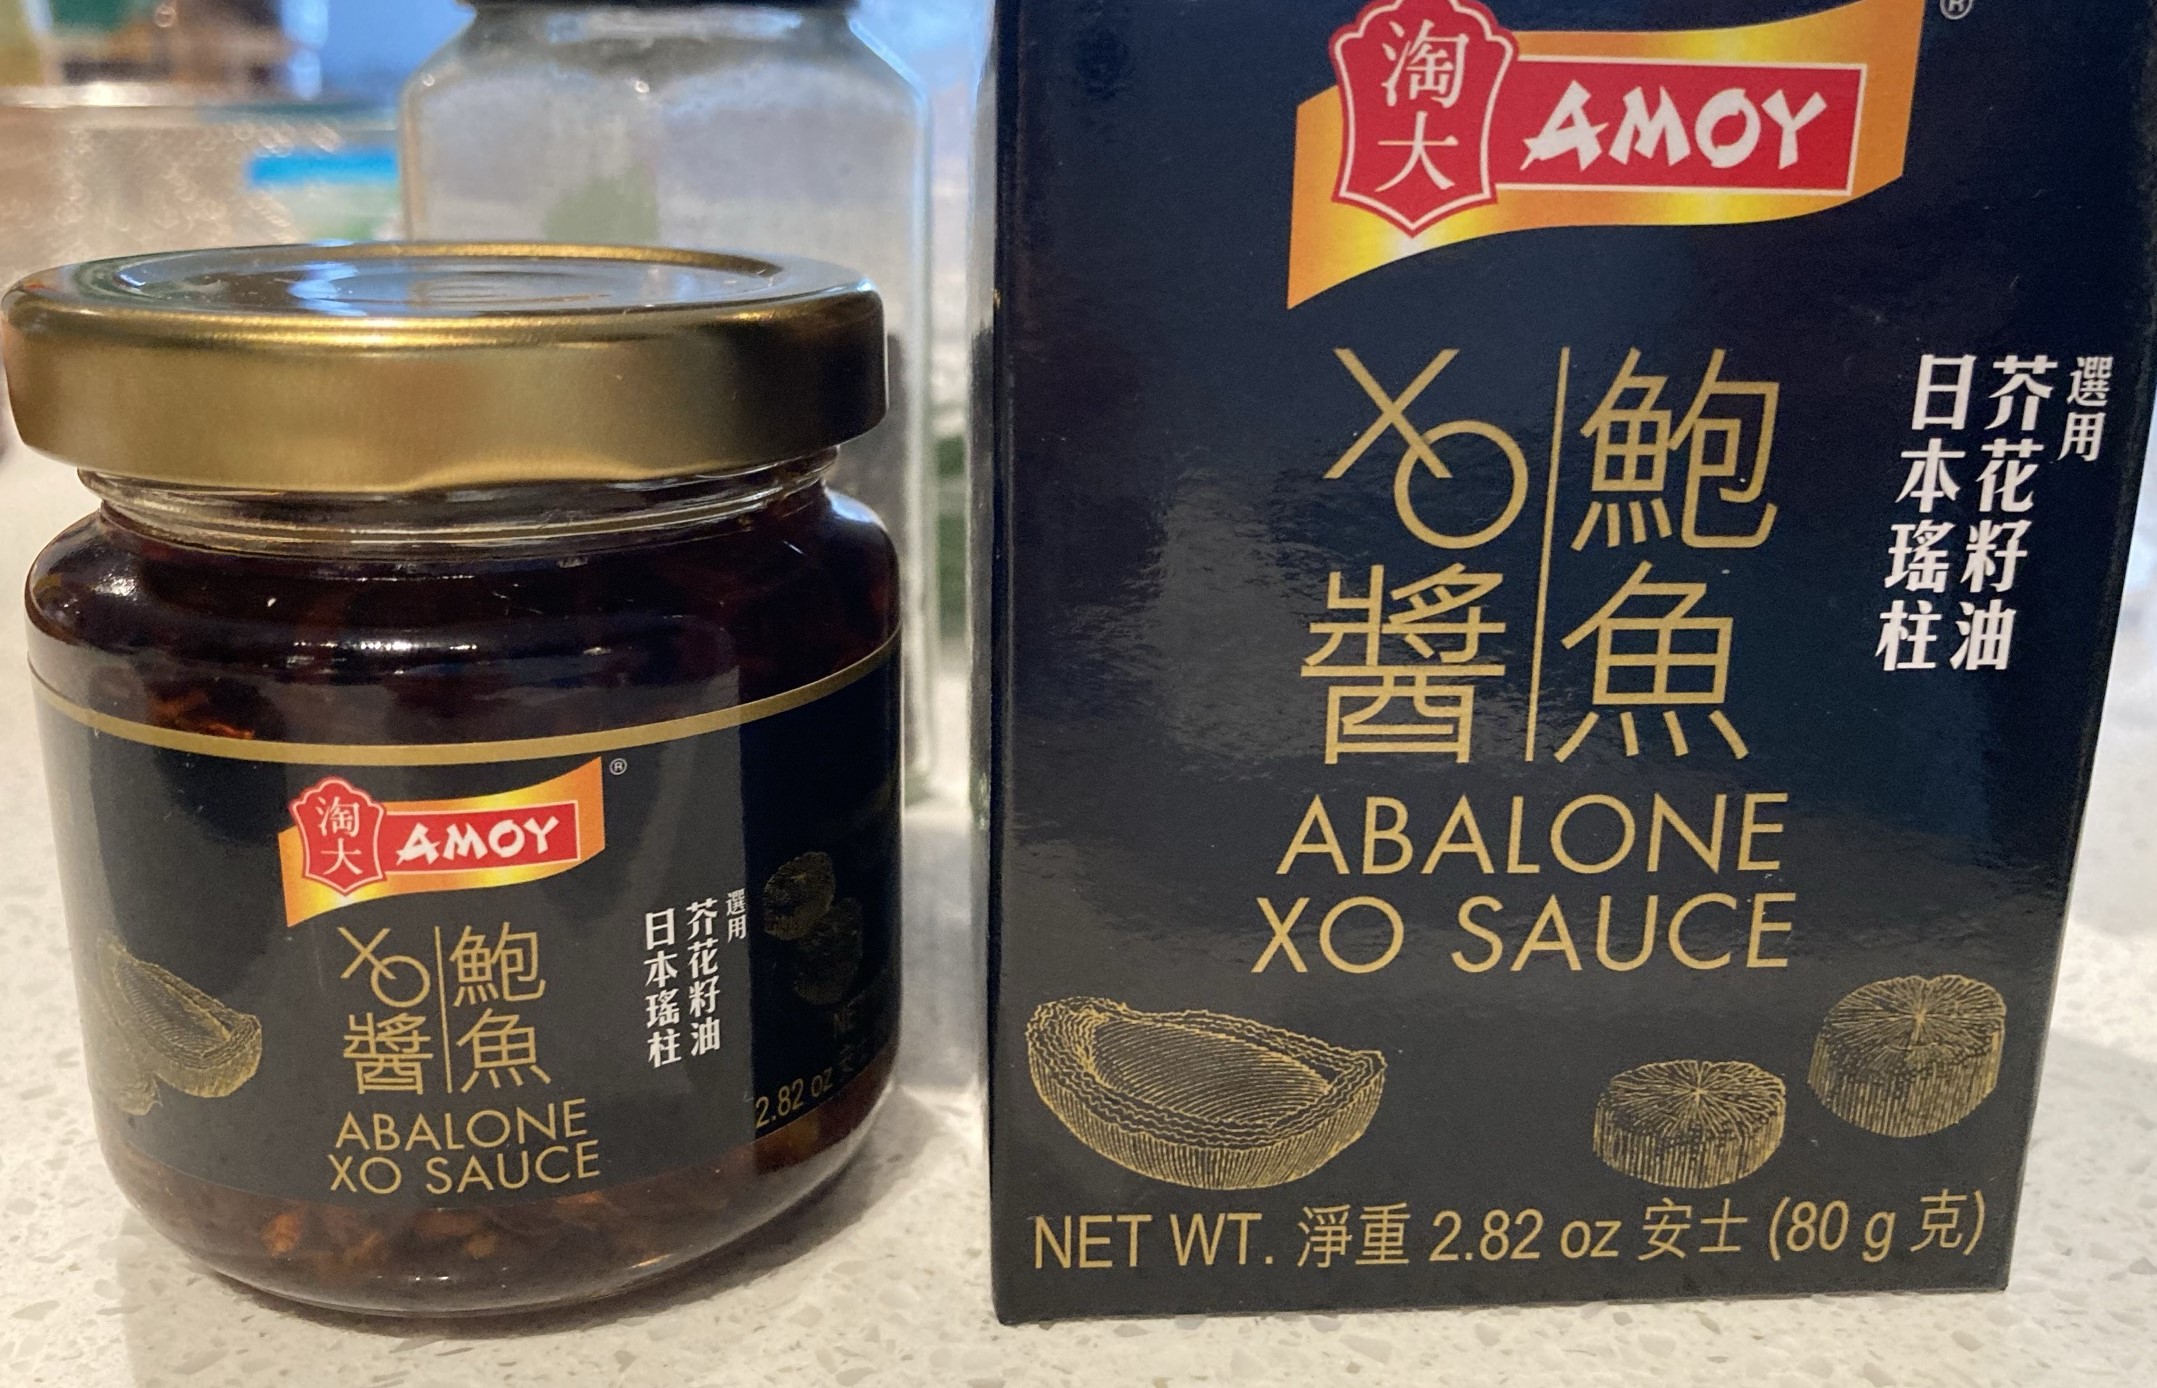 淘大
AMOY
®
鮑魚
XO醬
選用
芥花籽油
日本瑤柱
ABALONE
XO SAUCE
2.82 oz
淘大
AMOY
®
鮑魚
XO醬
選用
芥花籽油
日本瑤柱
ABALONE
XO SAUCE
NET WT. 淨重 2.82 oz 安士 (80 g 克)